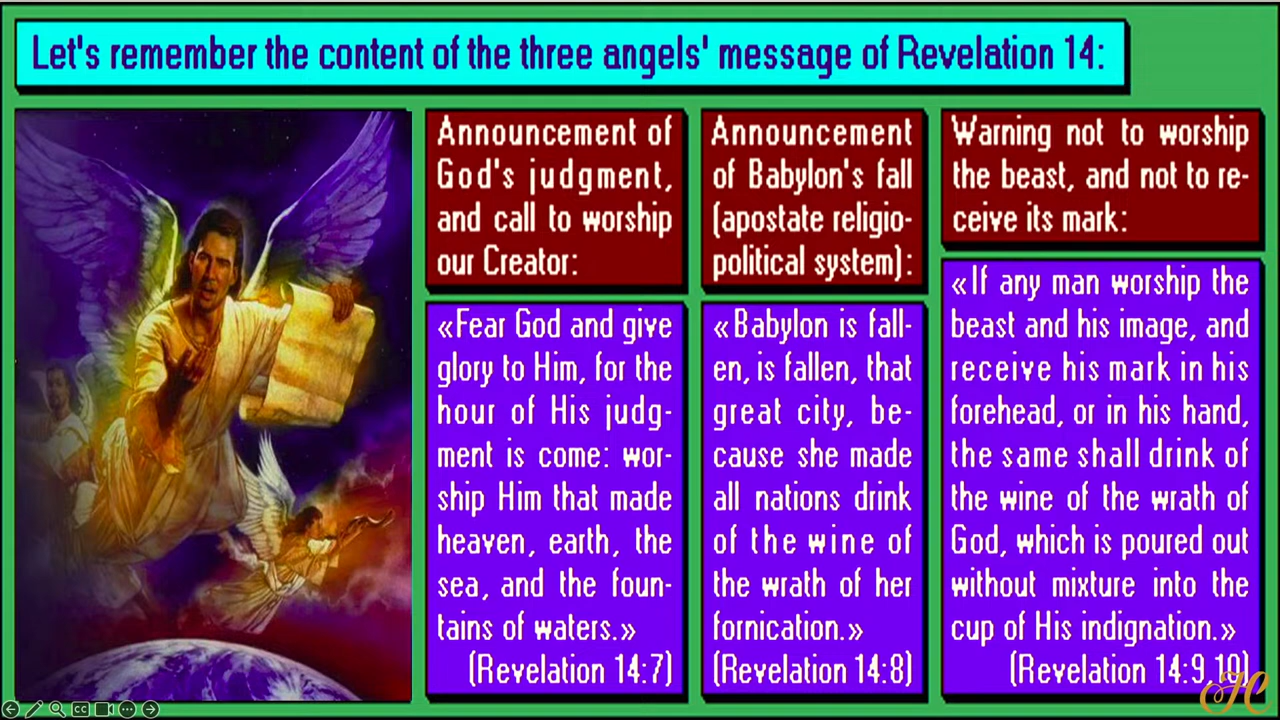 Let's remember the content of the three angels' message of Revelation 14:
Announcement of
God's judgment,
and call to worship
our Creator:
«Fear God and give
glory to Him, for the
hour of His judg-
ment is come: wor-
ship Him that made
heaven, earth, the
sea, and the foun-
tains of waters.»
(Revelation 14:7)
Announcement
of Babylon's fall
(apostate religio-
political system):
«Babylon is fall-
en, is fallen, that
great city, be-
cause she made
all nations drink
of the wine of
the wrath of her
fornication.»
(Revelation 14:8)
Warning not to worship
the beast, and not to re-
ceive its mark:
«If any man worship the
beast and his image, and
receive his mark in his
forehead, or in his hand,
the same shall drink of
the wine of the wrath of
God, which is poured out
without mixture into the
cup of His indignation.»
(Revelation 14:9,10)
CC